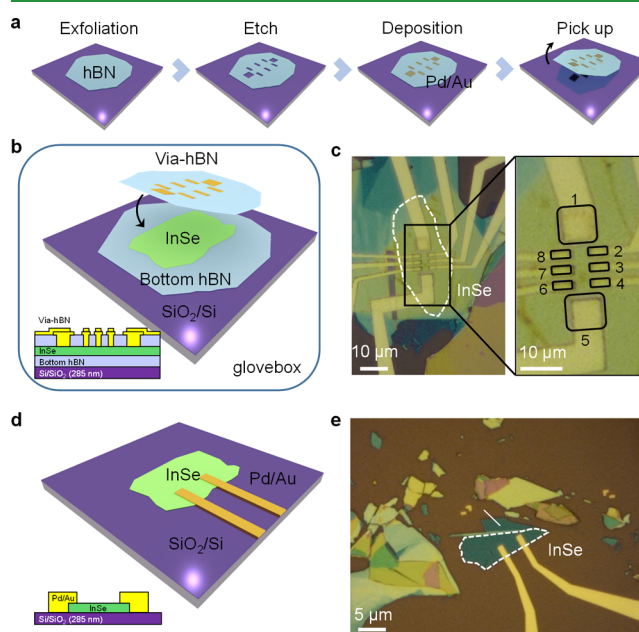 a
Exfoliation
Etch
Deposition
Pick up
hBN
Pd/Au
b
Via-hBN
InSe
Bottom hBN
SiO₂/Si
Via-hBN
InSe
Bottom hBN
Si/SiO₂ (285 nm)
glovebox
c
InSe
10 μm
1
8
2
7
3
6
4
5
10 μm
d
InSe
Pd/Au
SiO₂/Si
Pd/Au
InSe
Si/SiO₂ (285 nm)
e
InSe
5 μm